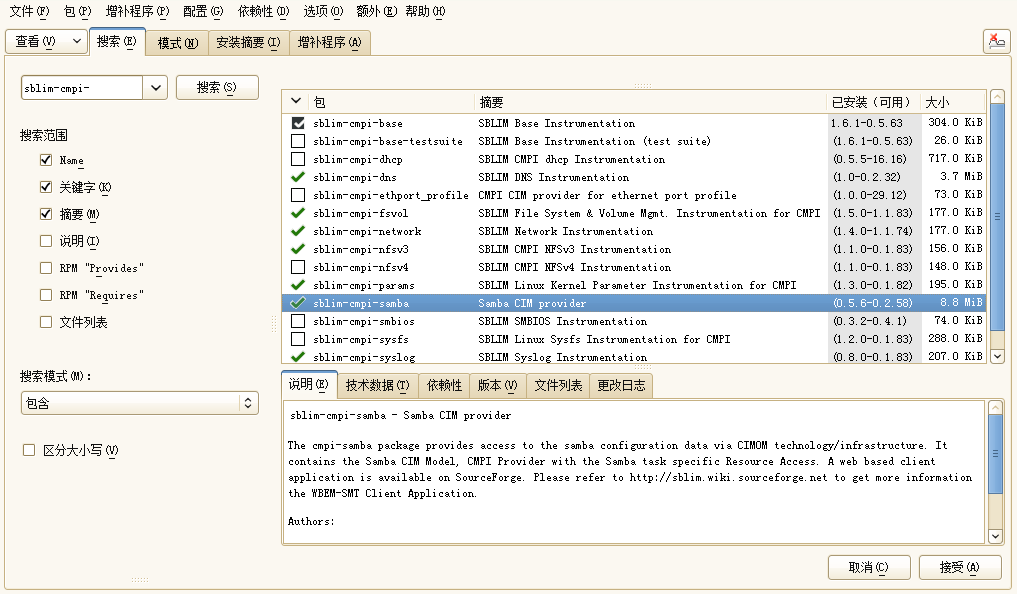 文件(F) 包(P) 增补程序(P) 配置(G) 依赖性(D) 选项(O) 额外(E) 帮助(H)
查看(V) 搜索(E) 模式(N) 安装摘要(I) 增补程序(A)
sblim-cmpi- 搜索(S)
搜索范围
Name
关键字(K)
摘要(M)
说明(I)
RPM "Provides"
RPM "Requires"
文件列表
搜索模式(M):
包含
区分大小写(V)
包 摘要 已安装（可用） 大小
sblim-cmpi-base SBLIM Base Instrumentation 1.6.1-0.5.63 304.0 KiB
sblim-cmpi-base-testsuite SBLIM Base Instrumentation (test suite) (1.6.1-0.5.63) 26.0 KiB
sblim-cmpi-dhcp SBLIM CMPI dhcp Instrumentation (0.5.5-16.16) 717.0 KiB
sblim-cmpi-dns SBLIM DNS Instrumentation (1.0-0.2.32) 3.7 MiB
sblim-cmpi-ethport_profile CMPI CIM provider for ethernet port profile (1.0.0-29.12) 73.0 KiB
sblim-cmpi-fsvol SBLIM File System & Volume Mgmt. Instrumentation for CMPI (1.5.0-1.1.83) 177.0 KiB
sblim-cmpi-network SBLIM Network Instrumentation (1.4.0-1.1.74) 177.0 KiB
sblim-cmpi-nfsv3 SBLIM CMPI NFSv3 Instrumentation (1.1.0-0.1.83) 156.0 KiB
sblim-cmpi-nfsv4 SBLIM CMPI NFSv4 Instrumentation (1.1.0-0.1.83) 148.0 KiB
sblim-cmpi-params SBLIM Linux Kernel Parameter Instrumentation for CMPI (1.3.0-0.1.82) 195.0 KiB
sblim-cmpi-samba Samba CIM provider (0.5.6-0.2.58) 8.8 MiB
sblim-cmpi-smbios SBLIM SMBIOS Instrumentation (0.3.2-0.4.1) 74.0 KiB
sblim-cmpi-sysfs SBLIM Linux Sysfs Instrumentation for CMPI (1.2.0-0.1.83) 288.0 KiB
sblim-cmpi-syslog SBLIM Syslog Instrumentation (0.8.0-0.1.83) 207.0 KiB
说明(E) 技术数据(T) 依赖性 版本(V) 文件列表 更改日志
sblim-cmpi-samba - Samba CIM provider
The cmpi-samba package provides access to the samba configuration data via CIMOM technology/infrastructure. It
contains the Samba CIM Model, CMPI Provider with the Samba task specific Resource Access. A web based client
application is available on SourceForge. Please refer to http://sblim.wiki.sourceforge.net to get more information
the WBEM-SMT Client Application.
Authors:
取消(C) 接受(A)